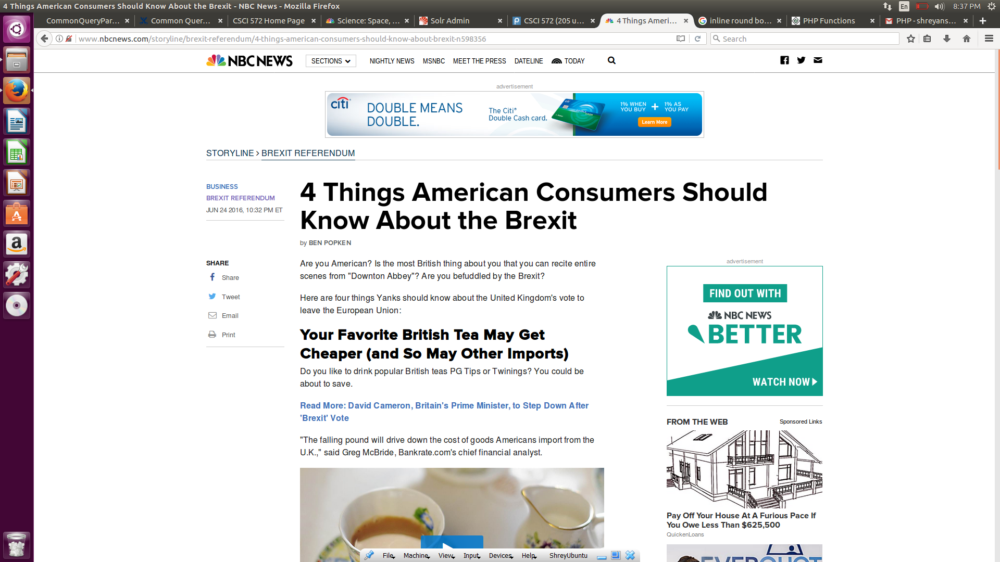 4 Things American Consumers Should Know About the Brexit - NBC News - Mozilla Firefox
En
8:37 PM
CommonQueryPar...
Common Quer...
CSCI 572 Home Page
Science: Space, ...
Solr Admin
CSCI 572 (205 u...
4 Things Ameri...
inline round bo...
PHP Functions
PHP - shreyans...
www.nbcnews.com/storyline/brexit-referendum/4-things-american-consumers-should-know-about-brexit-n598356
Search
NBC NEWS
SECTIONS
NIGHTLY NEWS
MSNBC
MEET THE PRESS
DATELINE
TODAY
advertisement
citi
DOUBLE MEANS
DOUBLE.
The Citi®
Double Cash card.
citi
DOUBLE CASH
1% WHEN
YOU BUY
+
1% AS
YOU PAY
Learn More
STORYLINE > BREXIT REFERENDUM
BUSINESS
BREXIT REFERENDUM
JUN 24 2016, 10:32 PM ET
4 Things American Consumers Should
Know About the Brexit
by BEN POPKEN
SHARE
Share
Tweet
Email
Print
Are you American? Is the most British thing about you that you can recite entire
scenes from "Downton Abbey"? Are you befuddled by the Brexit?
Here are four things Yanks should know about the United Kingdom's vote to
leave the European Union:
Your Favorite British Tea May Get
Cheaper (and So May Other Imports)
Do you like to drink popular British teas PG Tips or Twinings? You could be
about to save.
Read More: David Cameron, Britain's Prime Minister, to Step Down After
'Brexit' Vote
"The falling pound will drive down the cost of goods Americans import from the
U.K.," said Greg McBride, Bankrate.com's chief financial analyst.
advertisement
FIND OUT WITH
NBC NEWS
BETTER
WATCH NOW
FROM THE WEB
Sponsored Links
Pay Off Your House At A Furious Pace If
You Owe Less Than $625,500
QuickenLoans
EVERQUOTE
File
Machine
View
Input
Devices
Help
ShreyUbuntu